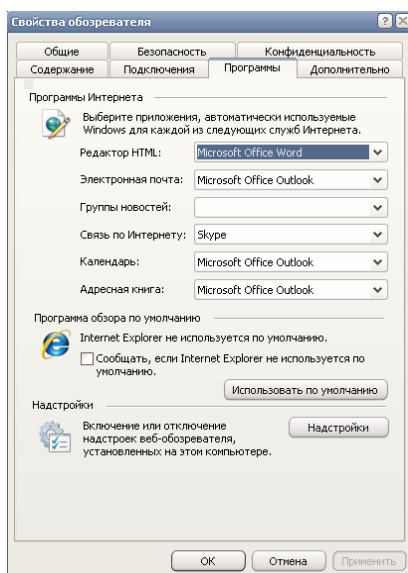 Свойства обозревателя
Общие Безопасность Конфиденциальность
Содержание Подключения Программы Дополнительно
Программы Интернета
Выберите приложения, автоматически используемые
Windows для каждой из следующих служб Интернета.
Редактор HTML: Microsoft Office Word
Электронная почта: Microsoft Office Outlook
Группы новостей:
Связь по Интернету: Skype
Календарь: Microsoft Office Outlook
Адресная книга: Microsoft Office Outlook
Программа обзора по умолчанию
Internet Explorer не используется по умолчанию.
Сообщать, если Internet Explorer не используется по
умолчанию.
Использовать по умолчанию
Надстройки
Включение или отключение
надстроек веб-обозревателя,
установленных на этом компьютере.
Надстройки
ОК Отмена Применить